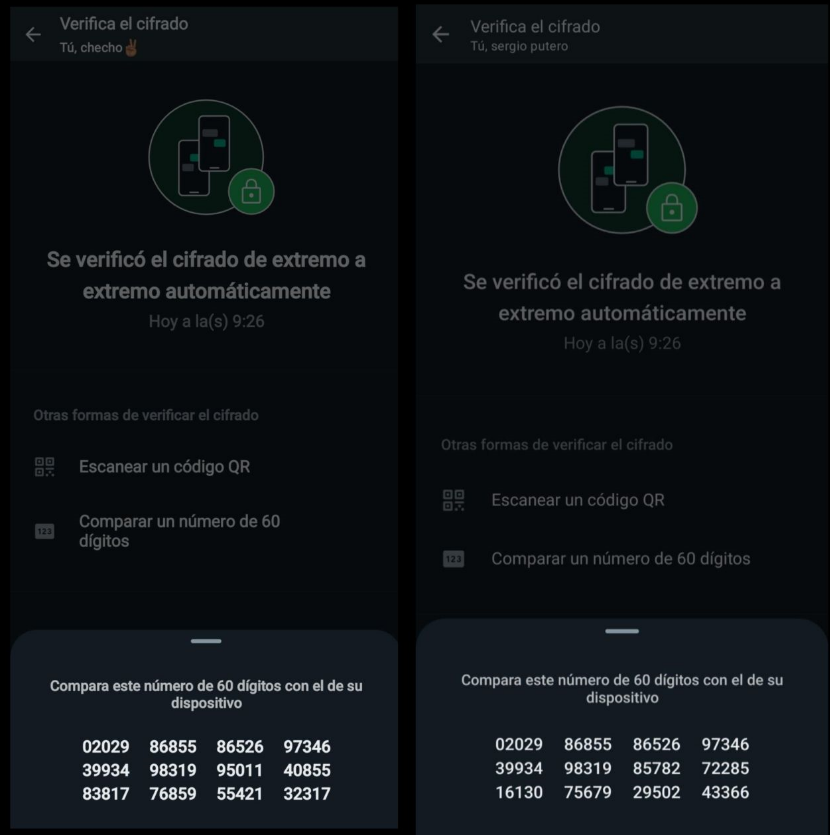 Verifica el cifrado
Tú, checho✌🏾
Se verificó el cifrado de extremo a
extremo automáticamente
Hoy a la(s) 9:26
Otras formas de verificar el cifrado
Escanear un código QR
123
Comparar un número de 60
dígitos
Compara este número de 60 dígitos con el de su
dispositivo
02029 86855 86526 97346
39934 98319 95011 40855
83817 76859 55421 32317
Verifica el cifrado
Tú, sergio putero
Se verificó el cifrado de extremo a
extremo automáticamente
Hoy a la(s) 9:26
Otras formas de verificar el cifrado
Escanear un código QR
123
Comparar un número de 60 dígitos
Compara este número de 60 dígitos con el de su
dispositivo
02029 86855 86526 97346
39934 98319 85782 72285
16130 75679 29502 43366